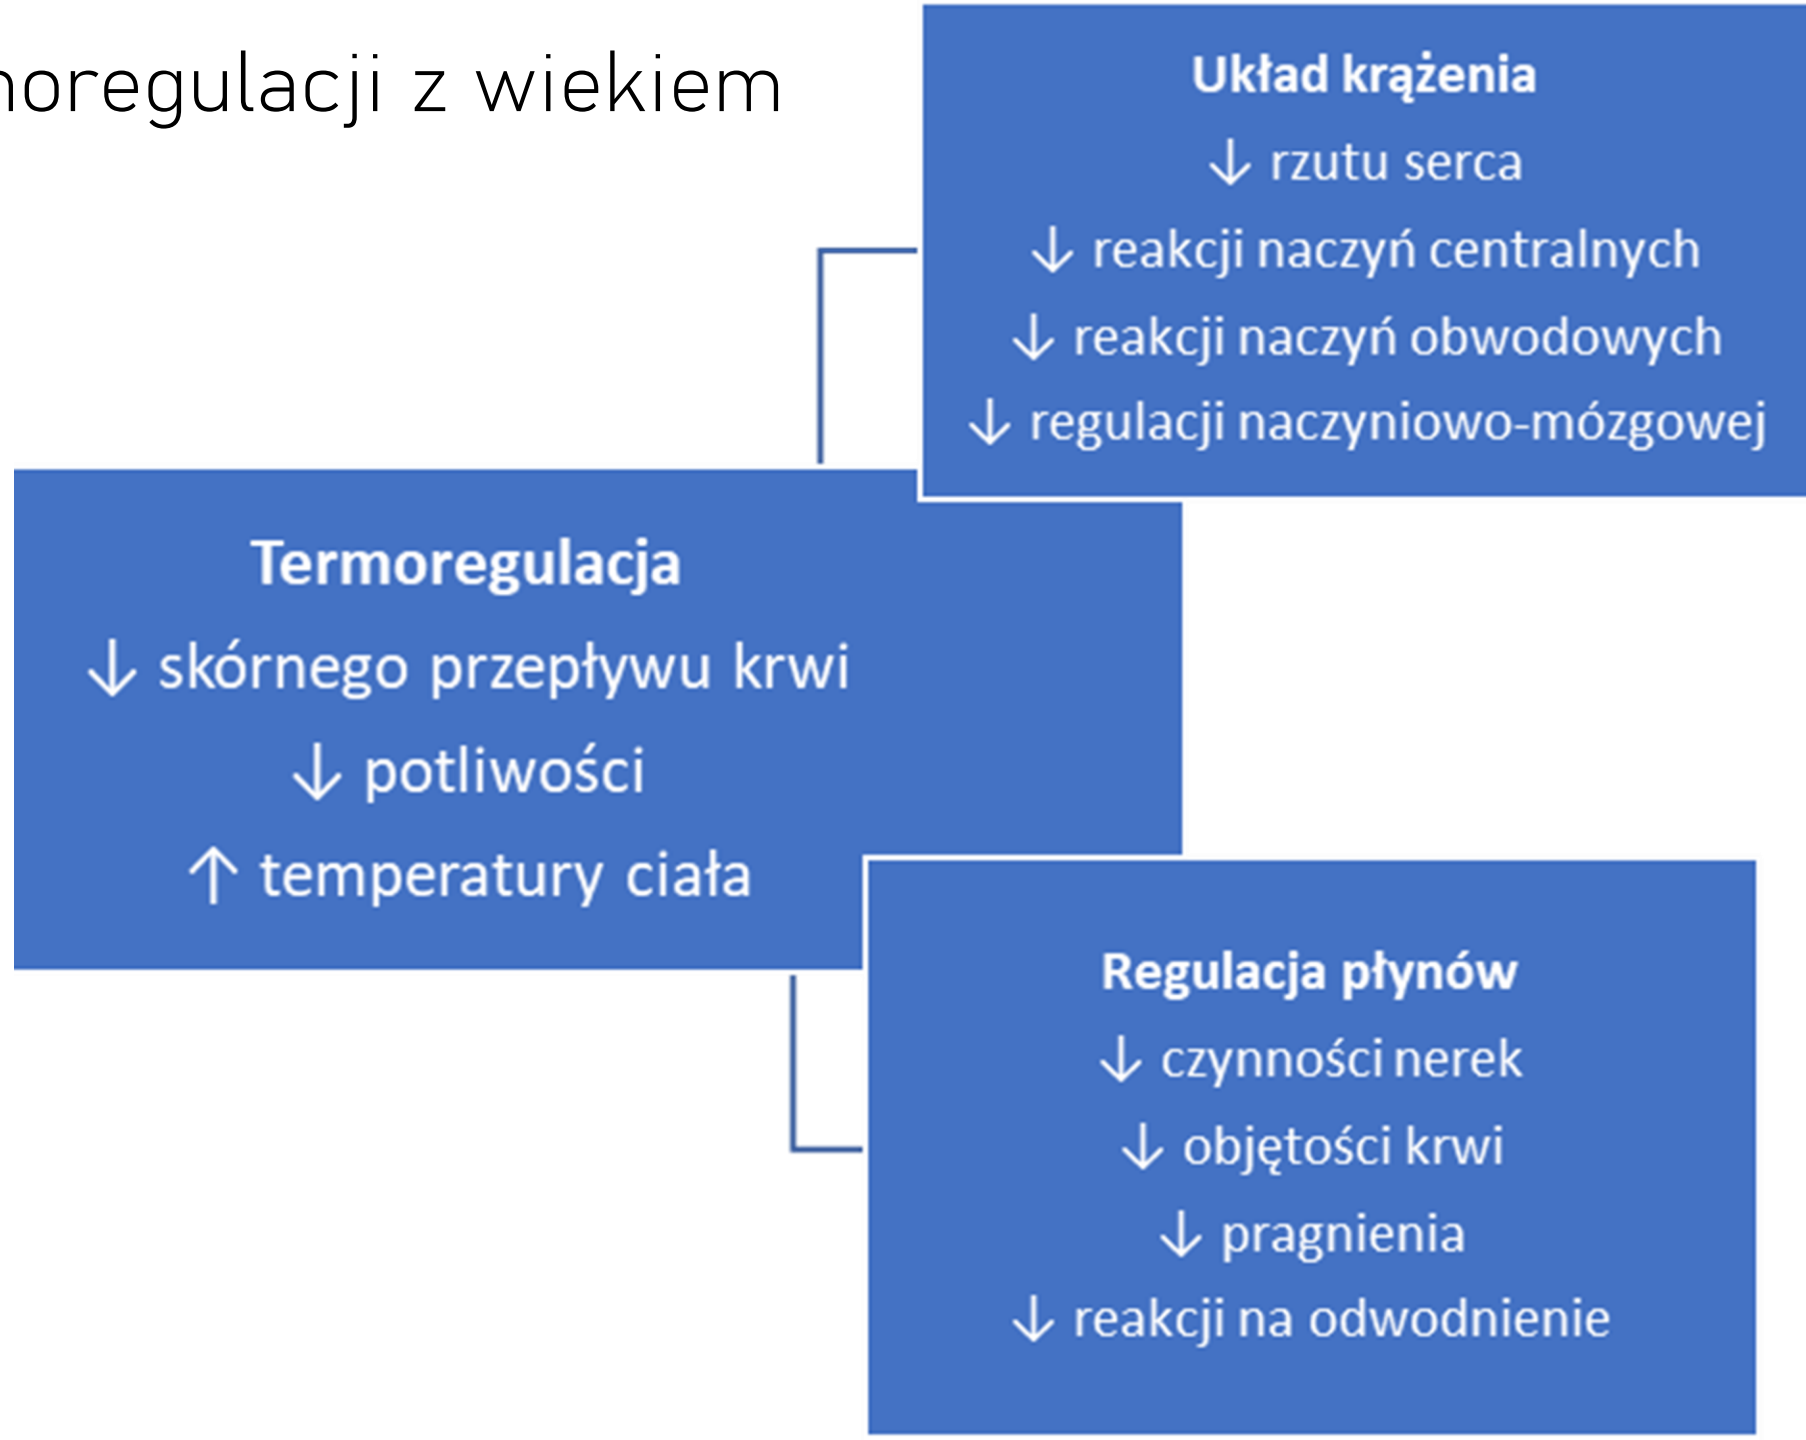 noregulacji z wiekiem
Układ krążenia
↓ rzutu serca
↓ reakcji naczyń centralnych
↓ reakcji naczyń obwodowych
↓ regulacji naczyniowo-mózgowej
Termoregulacja
↓ skórnego przepływu krwi
↓ potliwości
↑ temperatury ciała
Regulacja płynów
↓ czynności nerek
↓ objętości krwi
↓ pragnienia
↓ reakcji na odwodnienie